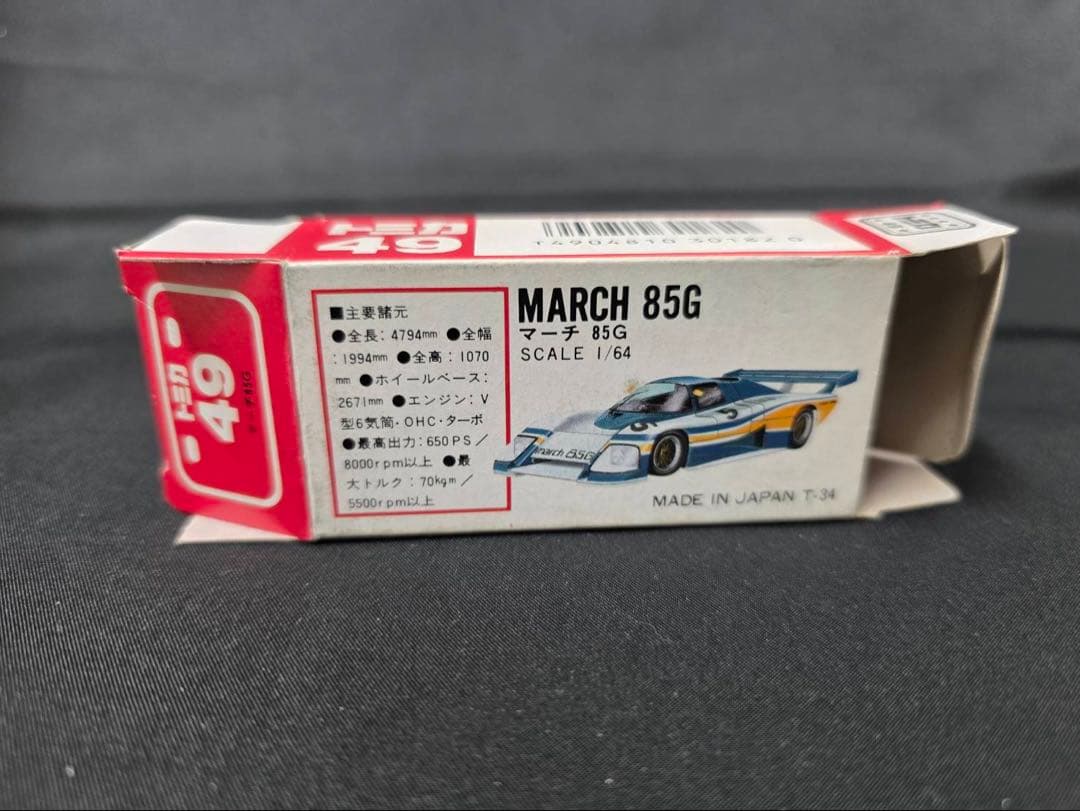 トミカ
49
T4904810 30182 0
トミカ
49
マーチ85G
■主要諸元
●全長:4794mm ●全幅
:1994mm ●全高:1070
mm ●ホイールベース:
2671mm ●エンジン:V
型6気筒・OHC・ターボ
●最高出力:650PS/
8000rpm以上 ●最
大トルク:70kgm/
5500rpm以上
MARCH 85G
マーチ 85G
SCALE 1/64
5
march 85G
MADE IN JAPAN T-34